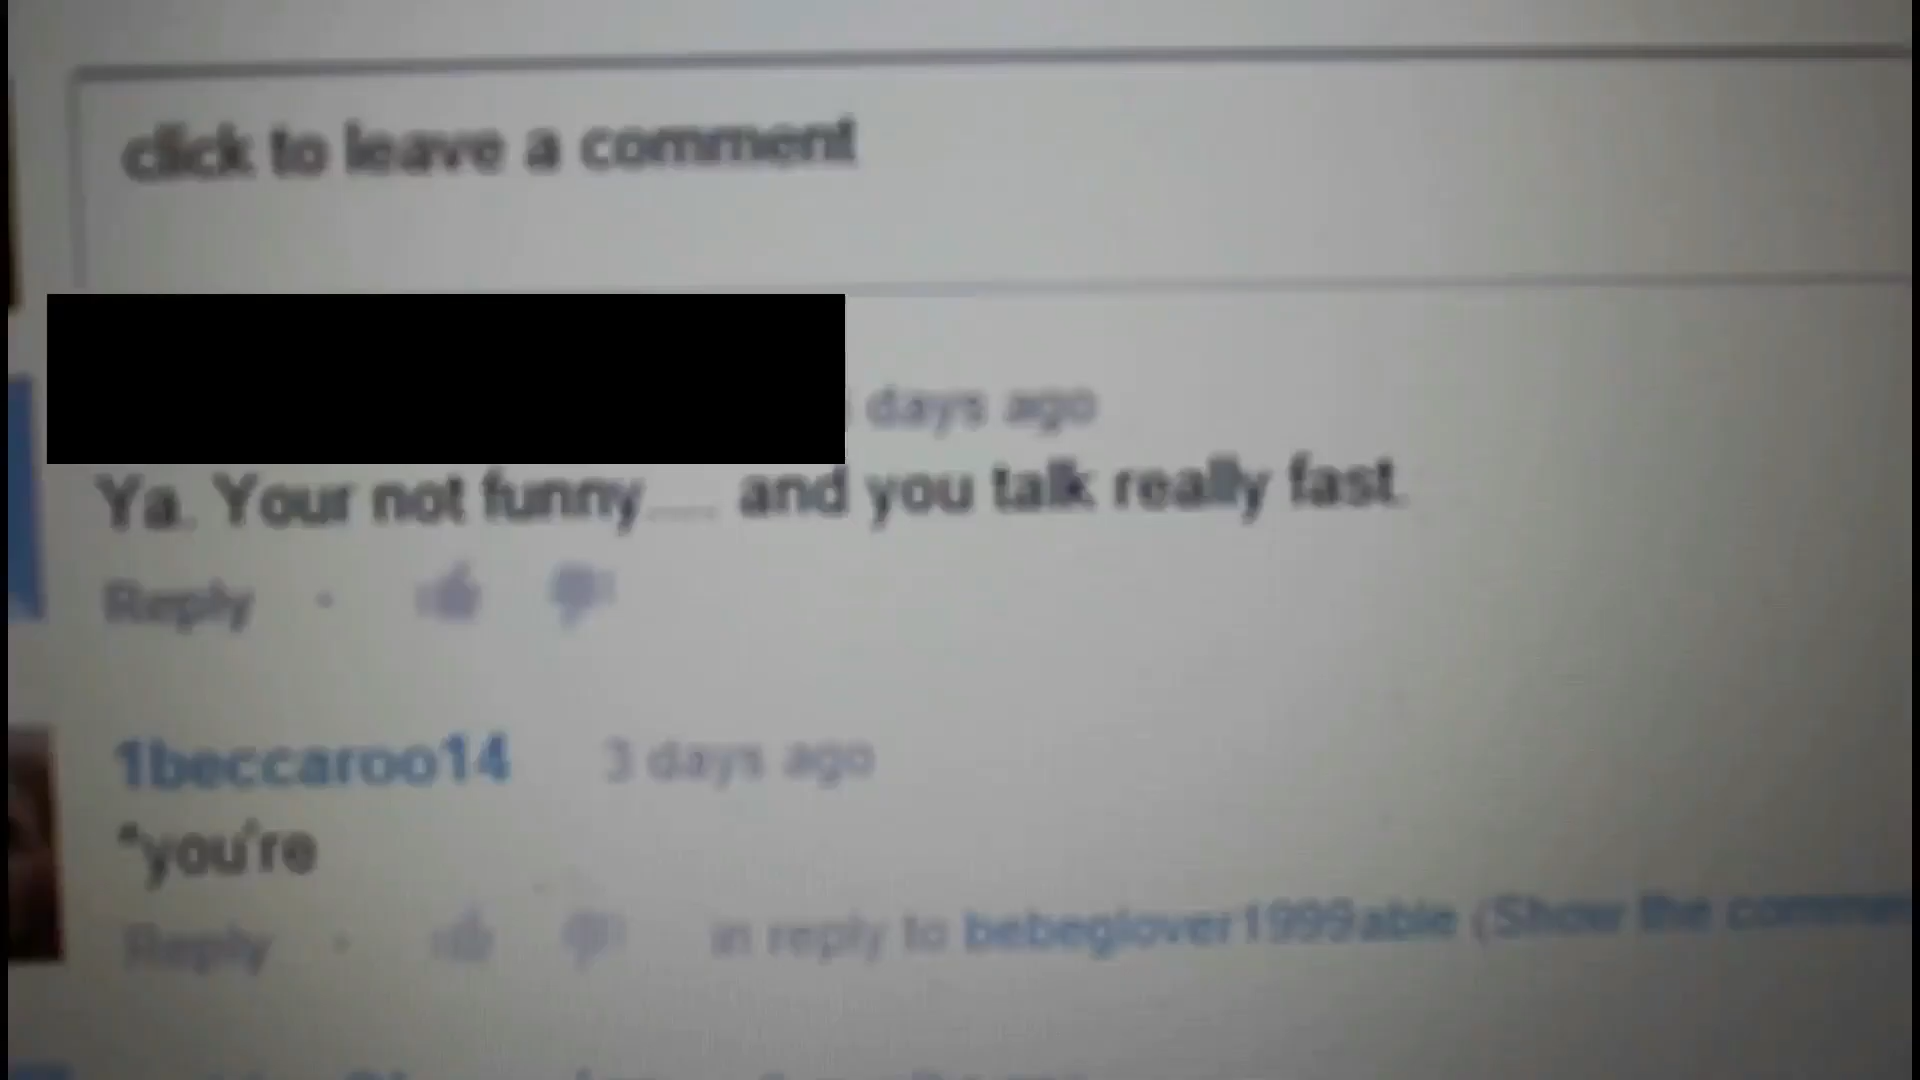 click to leave a comment
days ago
Ya. Your not funny..... and you talk really fast.
Reply •
1beccaroo14 3 days ago
*you're
Reply • in reply to bebeglover1999able (Show the